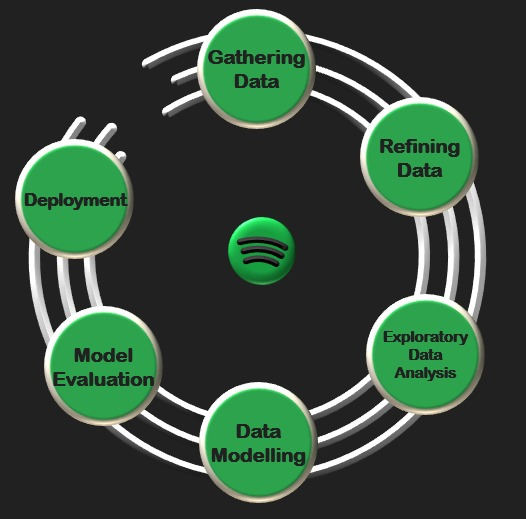 Gathering
Data
Refining
Data
Exploratory
Data
Analysis
Data
Modelling
Model
Evaluation
Deployment